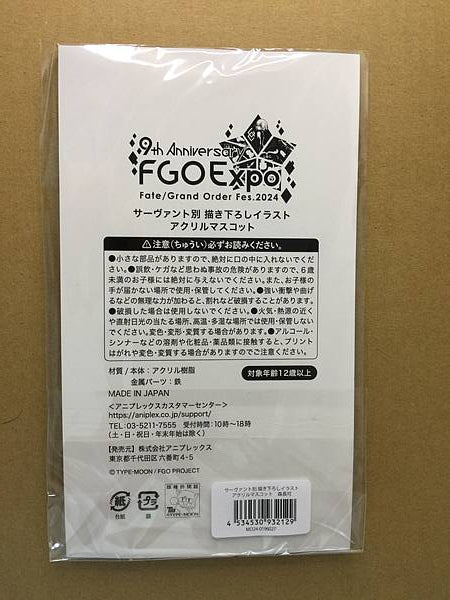 9th Anniversary
FGO Expo
Fate/Grand Order Fes.2024
サーヴァント別 描き下ろしイラスト
アクリルマスコット
⚠注意(ちゅうい)必ずお読みください。
●小さな部品がありますので、絶対に口の中に入れないでくだ
さい。●誤飲・ケガなど思わぬ事故の危険がありますので、6歳
未満のお子様には絶対に与えないでください。また、お子様の
手が届かない場所で使用・保管してください。●強い衝撃や曲げ
るなどの無理な力が加わると、割れなど破損することがあります。
●破損した場合は使用しないでください。●火気・熱源の近く
や直射日光の当たる場所、高温・多湿な場所では使用・保管しない
でください。変色・変形・変質する場合があります。●アルコール・
シンナーなどの溶剤や化粧品・薬品類に接触すると、プリント
はがれや変色・変質する場合がありますのでご注意ください。
材質/本体:アクリル樹脂
金属パーツ:鉄
対象年齢12歳以上
MADE IN JAPAN
<アニプレックスカスタマーセンター>
https://aniplex.co.jp/support/
TEL:03-5211-7555 受付時間:10時〜18時
(土・日・祝日・年末年始は除く)
【発売元】株式会社アニプレックス
東京都千代田区六番町4-5
©TYPE-MOON / FGO PROJECT
紙
台紙
プラ
袋
版権許諾証
TYPE-MOON
サーヴァント別 描き下ろしイラスト
アクリルマスコット 森長可
4 534530 932129